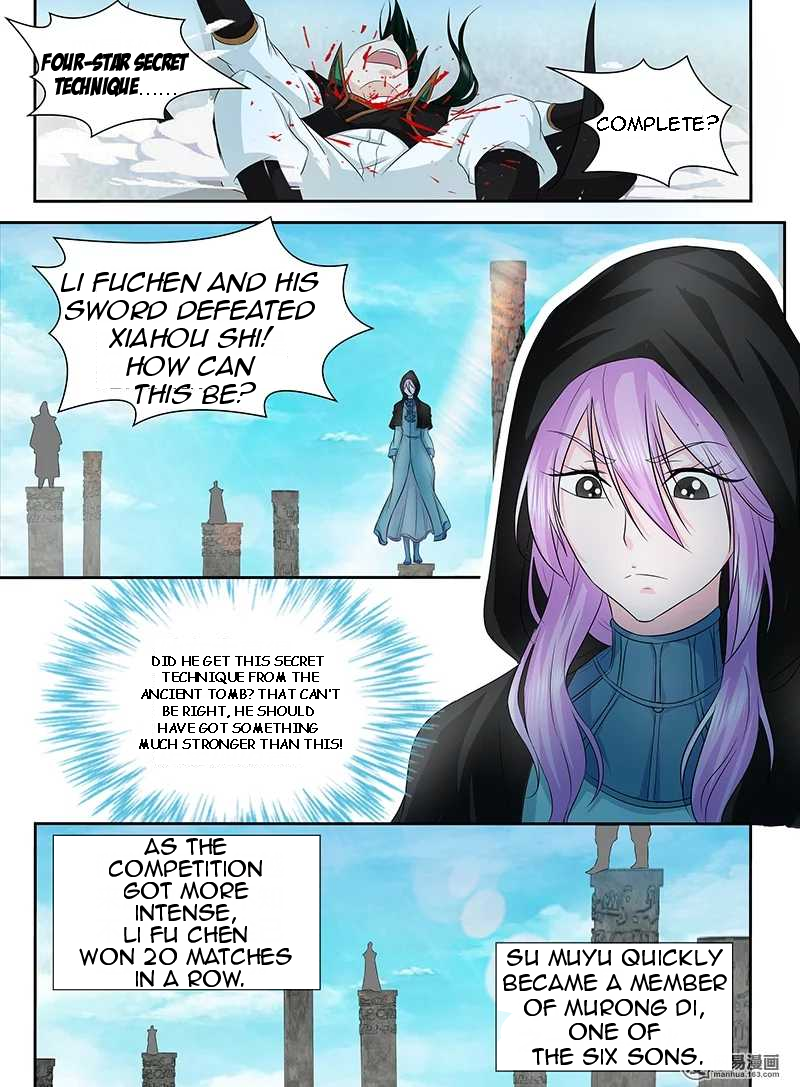 FOUR-STAR SECRET
TECHNIQUE......
COMPLETE?
LI FUCHEN AND HIS
SWORD DEFEATED
XIAHOU SHI!
HOW CAN
THIS BE?
DID HE GET THIS SECRET
TECHNIQUE FROM THE
ANCIENT TOMB? THAT CAN'T
BE RIGHT, HE SHOULD
HAVE GOT SOMETHING
MUCH STRONGER THAN THIS!
AS THE
COMPETITION
GOT MORE
INTENSE,
LI FU CHEN
WON 20 MATCHES
IN A ROW.
SU MUYU QUICKLY
BECAME A MEMBER
OF MURONG DI,
ONE OF
THE SIX SONS.
易漫画
manhua.163.com